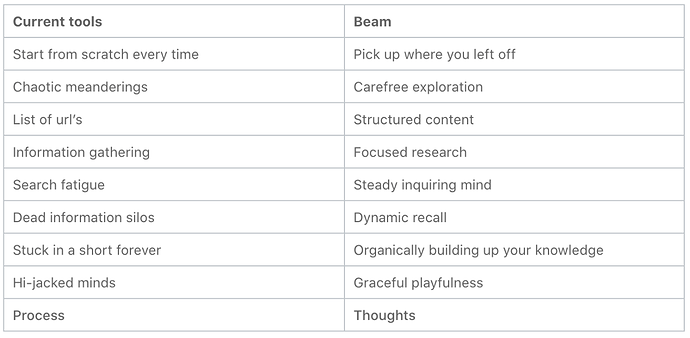 Current tools Beam
Start from scratch every time Pick up where you left off
Chaotic meanderings Carefree exploration
List of url's Structured content
Information gathering Focused research
Search fatigue Steady inquiring mind
Dead information silos Dynamic recall
Stuck in a short forever Organically building up your knowledge
Hi-jacked minds Graceful playfulness
Process Thoughts